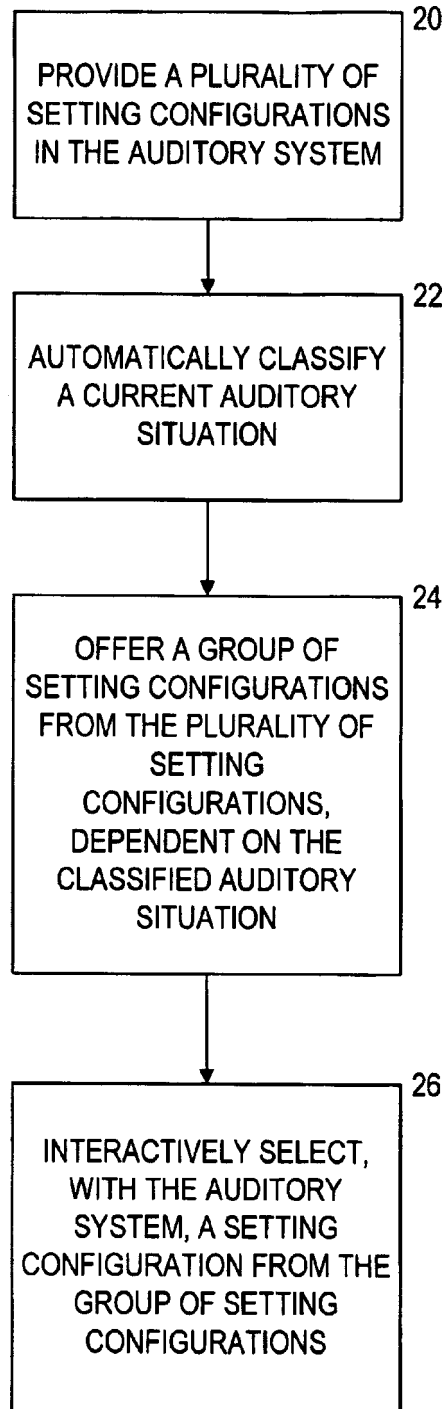 20
PROVIDE A PLURALITY OF
SETTING CONFIGURATIONS
IN THE AUDITORY SYSTEM
22
AUTOMATICALLY CLASSIFY
A CURRENT AUDITORY
SITUATION
24
OFFER A GROUP OF
SETTING CONFIGURATIONS
FROM THE PLURALITY OF
SETTING
CONFIGURATIONS,
DEPENDENT ON THE
CLASSIFIED AUDITORY
SITUATION
26
INTERACTIVELY SELECT,
WITH THE AUDITORY
SYSTEM, A SETTING
CONFIGURATION FROM THE
GROUP OF SETTING
CONFIGURATIONS